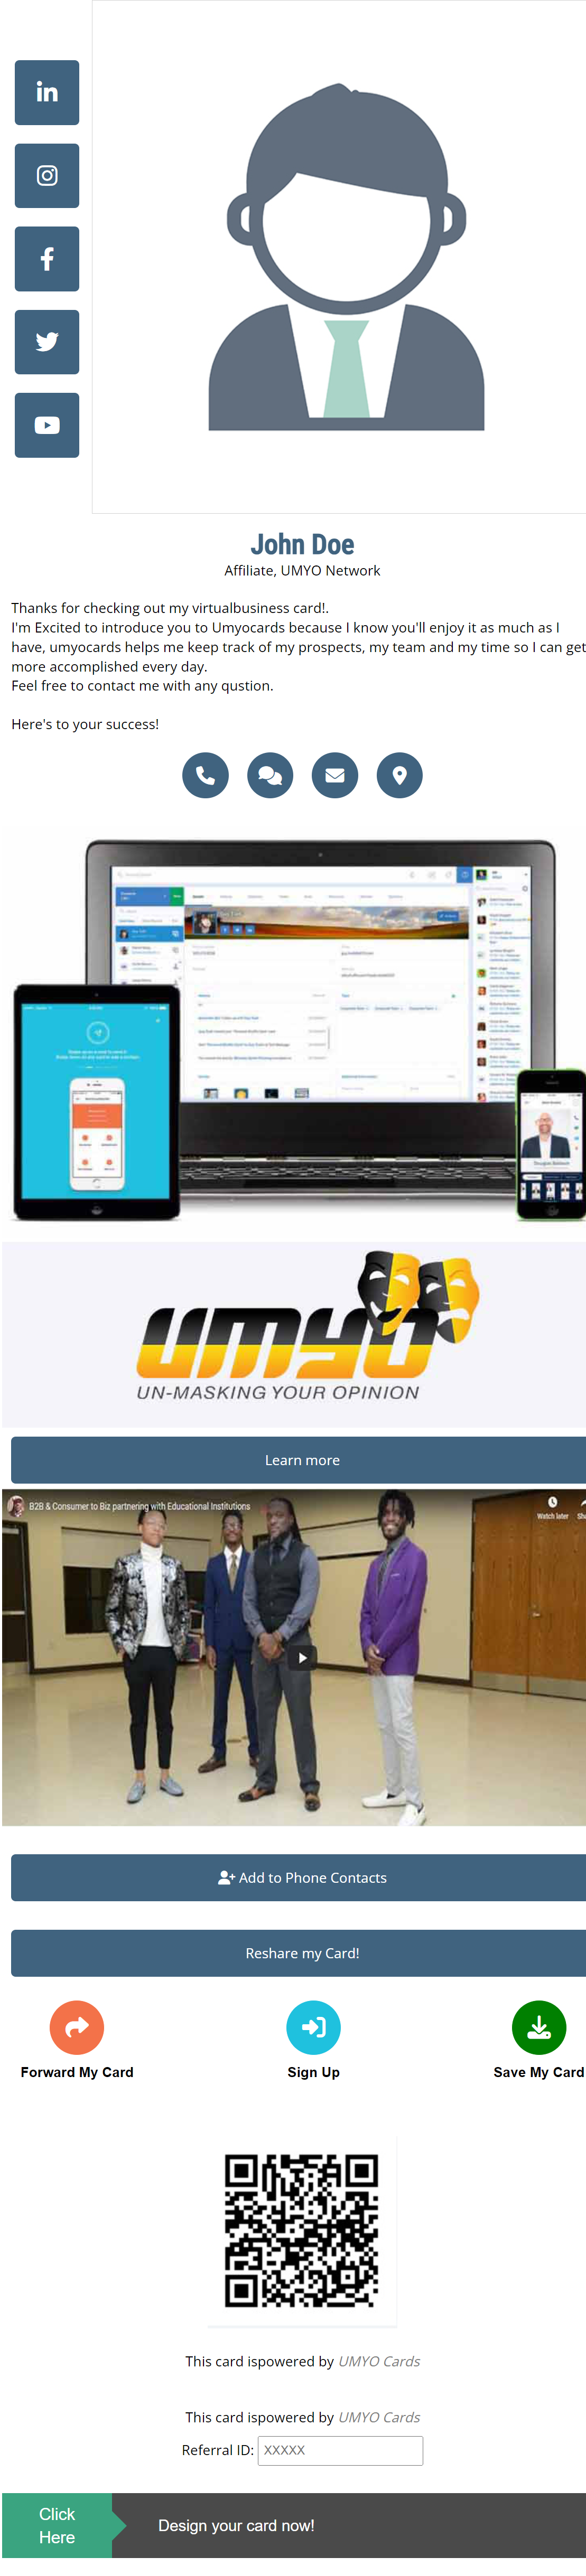 John Doe
Affiliate, UMYO Network
Thanks for checking out my virtualbusiness card!.
I'm Excited to introduce you to Umyocards because I know you'll enjoy it as much as I
have, umyocards helps me keep track of my prospects, my team and my time so I can get
more accomplished every day.
Feel free to contact me with any qustion.
Here's to your success!
UMYO
UN-MASKING YOUR OPINION
Learn more
B2B & Consumer to Biz partnering with Educational Institutions
Watch later
Add to Phone Contacts
Reshare my Card!
Forward My Card
Sign Up
Save My Card
This card ispowered by UMYO Cards
This card ispowered by UMYO Cards
Referral ID: XXXXX
Click
Here
Design your card now!